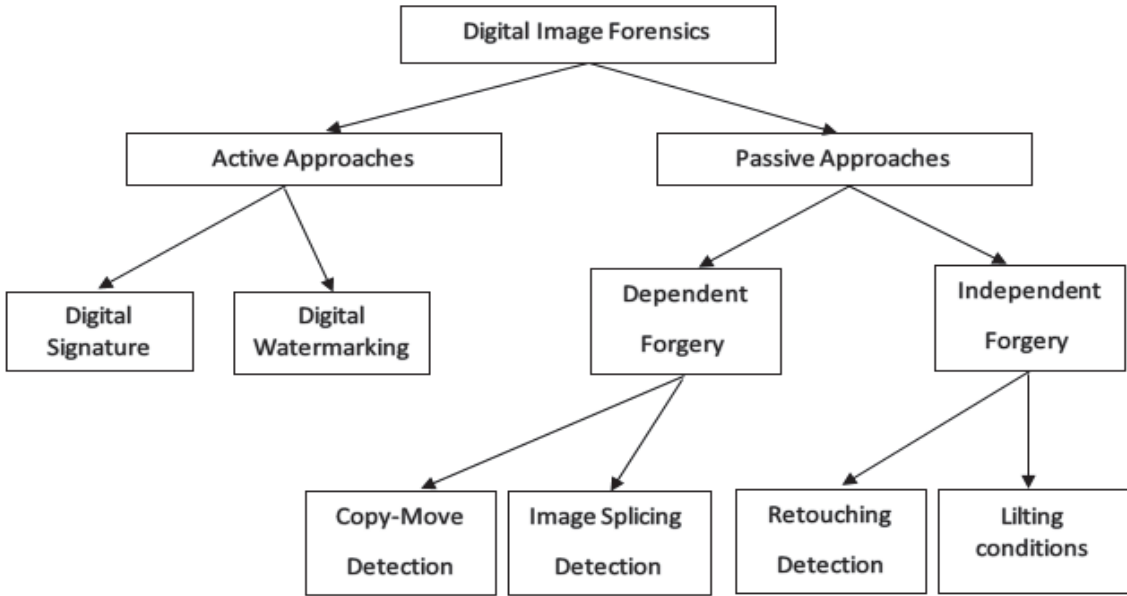 Digital Image Forensics
Active Approaches
Passive Approaches
Digital
Signature
Digital
Watermarking
Dependent
Forgery
Independent
Forgery
Copy-Move
Detection
Image Splicing
Detection
Retouching
Detection
Lilting
conditions